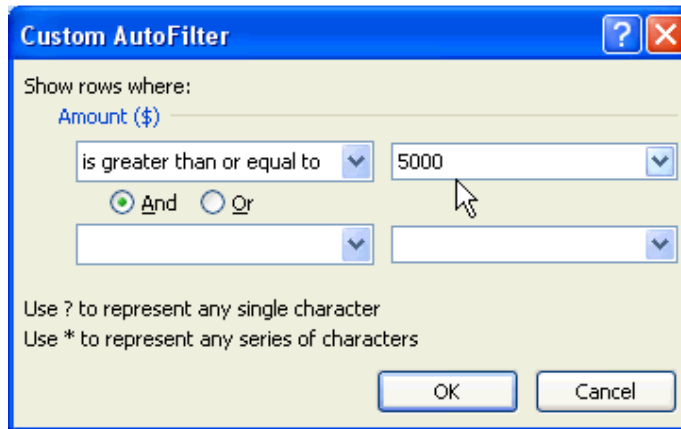 Custom AutoFilter
?
Show rows where:
Amount ($)
is greater than or equal to 5000
And Or
Use ? to represent any single character
Use * to represent any series of characters
OK Cancel